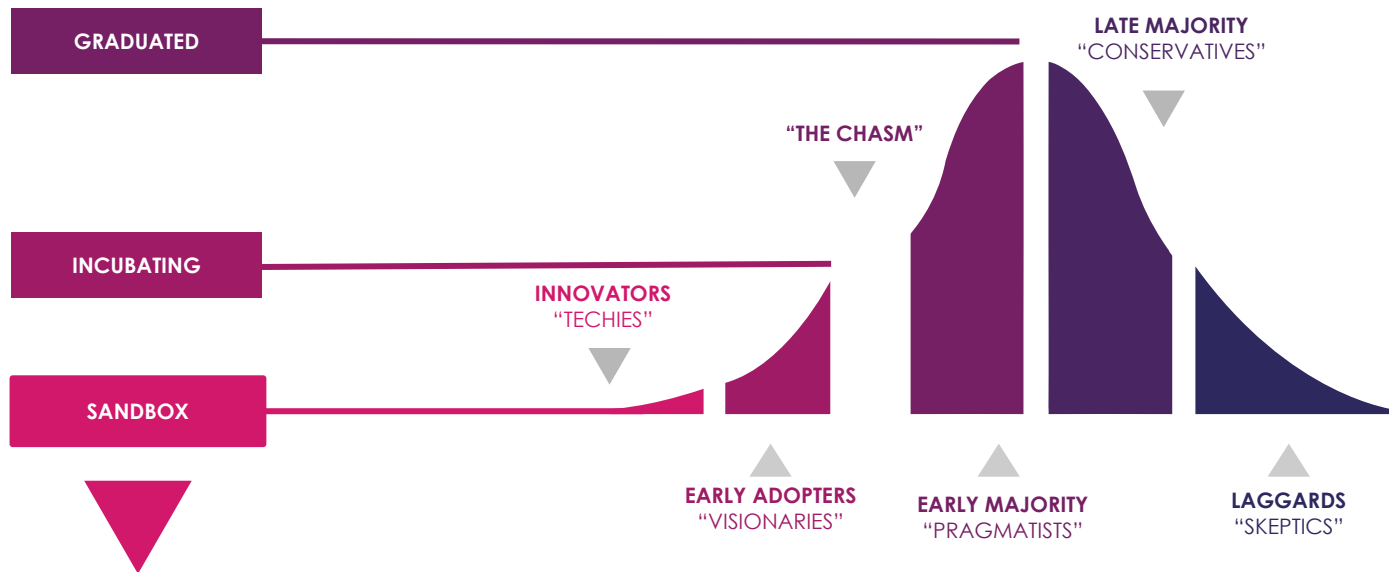 GRADUATED
LATE MAJORITY
“CONSERVATIVES”
“THE CHASM”
INCUBATING
INNOVATORS
“TECHIES”
SANDBOX
EARLY ADOPTERS
“VISIONARIES”
EARLY MAJORITY
“PRAGMATISTS”
LAGGARDS
“SKEPTICS”